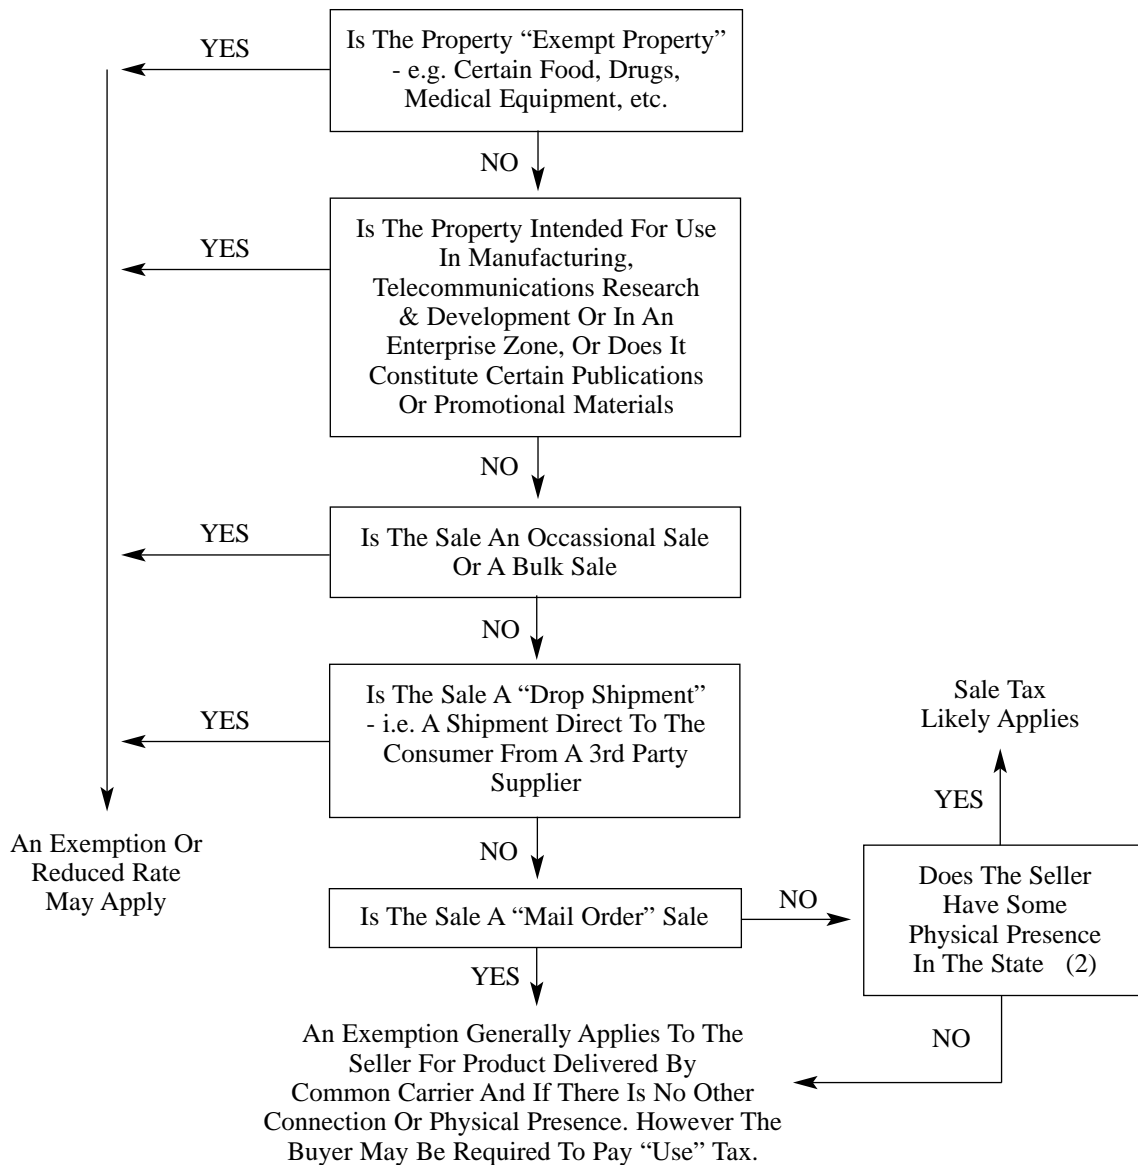 Is The Property “Exempt Property”
YES
- e.g. Certain Food, Drugs,
Medical Equipment, etc.
NO
Is The Property Intended For Use
YES
In Manufacturing,
Telecommunications Research
& Development Or In An
Enterprise Zone, Or Does It
Constitute Certain Publications
Or Promotional Materials
NO
YES
Is The Sale An Occassional Sale
Or A Bulk Sale
NO
Is The Sale A “Drop Shipment”
YES
- i.e. A Shipment Direct To The
Consumer From A 3rd Party
Supplier
An Exemption Or
Reduced Rate
May Apply
NO
Is The Sale A “Mail Order” Sale
NO
Does The Seller
Have Some
Physical Presence
In The State (2)
YES
Sale Tax
Likely Applies
NO
YES
An Exemption Generally Applies To The
Seller For Product Delivered By
Common Carrier And If There Is No Other
Connection Or Physical Presence. However The
Buyer May Be Required To Pay “Use” Tax.